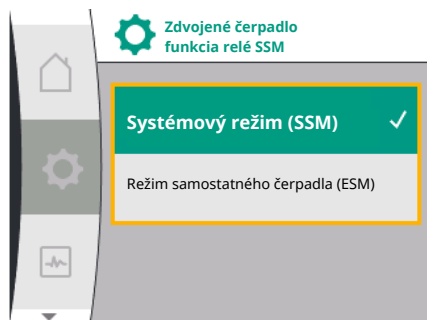 Zdvojené čerpadlo
funkcia relé SSM
Systémový režim (SSM)
Režim samostatného čerpadla (ESM)